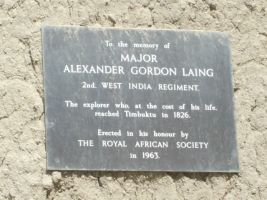 To the memory of
MAJOR
ALEXANDER GORDON LAING
2nd. WEST INDIA REGIMENT.
The explorer who, at the cost of his life,
reached Timbuktu in 1826.
Erected in his honour by
THE ROYAL AFRICAN SOCIETY
in 1963.